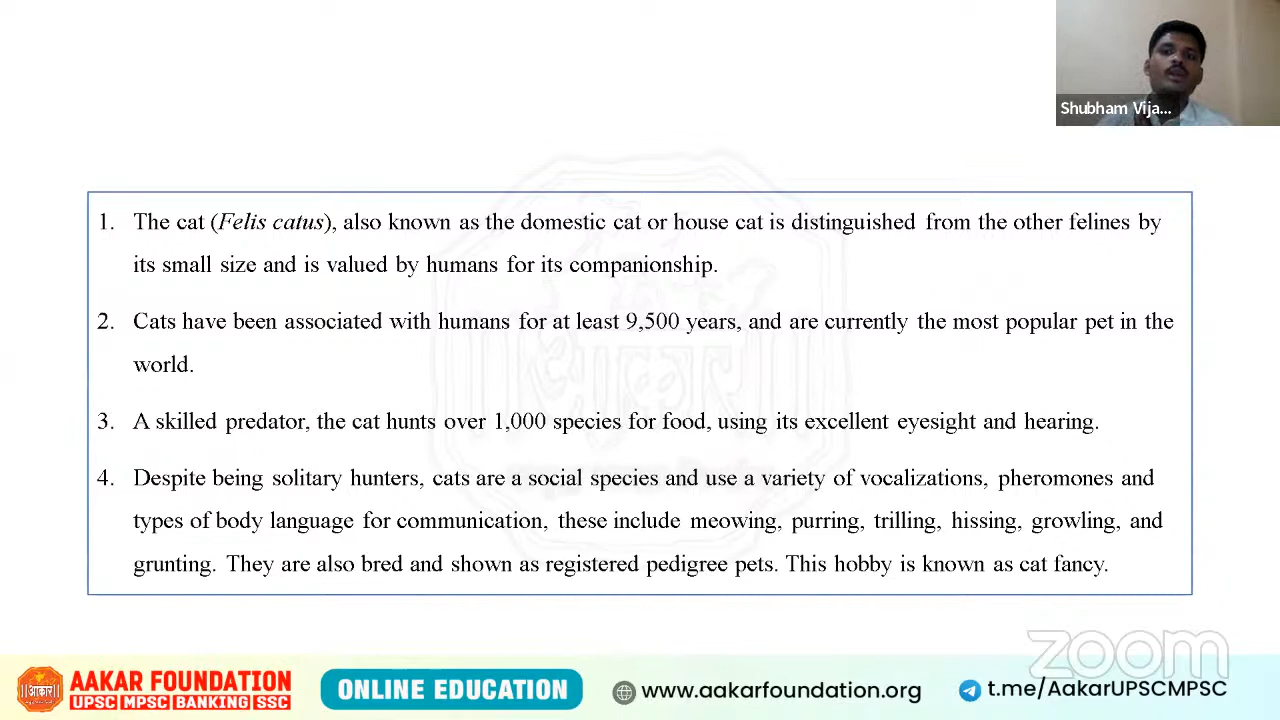 Shubham Vija...
1. The cat (Felis catus), also known as the domestic cat or house cat is distinguished from the other felines by
its small size and is valued by humans for its companionship.
2. Cats have been associated with humans for at least 9,500 years, and are currently the most popular pet in the
world.
3. A skilled predator, the cat hunts over 1,000 species for food, using its excellent eyesight and hearing.
4. Despite being solitary hunters, cats are a social species and use a variety of vocalizations, pheromones and
types of body language for communication, these include meowing, purring, trilling, hissing, growling, and
grunting. They are also bred and shown as registered pedigree pets. This hobby is known as cat fancy.
आकार
zoom
॥आकार॥
AAKAR FOUNDATION
UPSC MPSC BANKING SSC
ONLINE EDUCATION
www.aakarfoundation.org
t.me/AakarUPSCMPSC